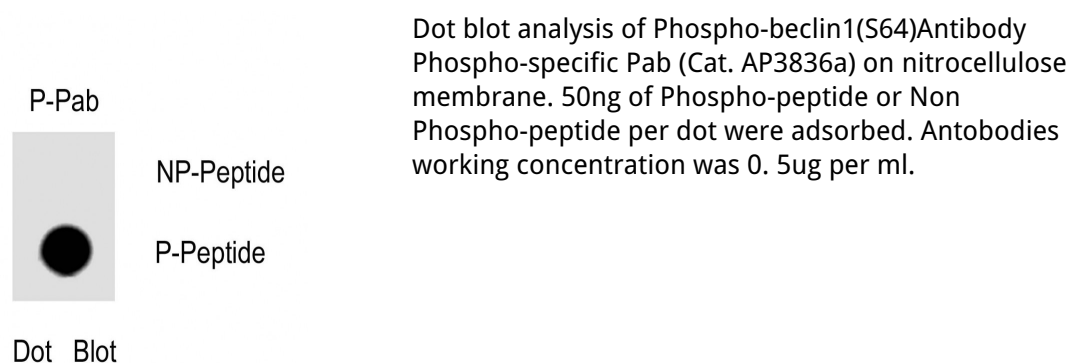 P-Pab
NP-Peptide
P-Peptide
Dot Blot
Dot blot analysis of Phospho-beclin1(S64)Antibody
Phospho-specific Pab (Cat. AP3836a) on nitrocellulose
membrane. 50ng of Phospho-peptide or Non
Phospho-peptide per dot were adsorbed. Antobodies
working concentration was 0. 5ug per ml.